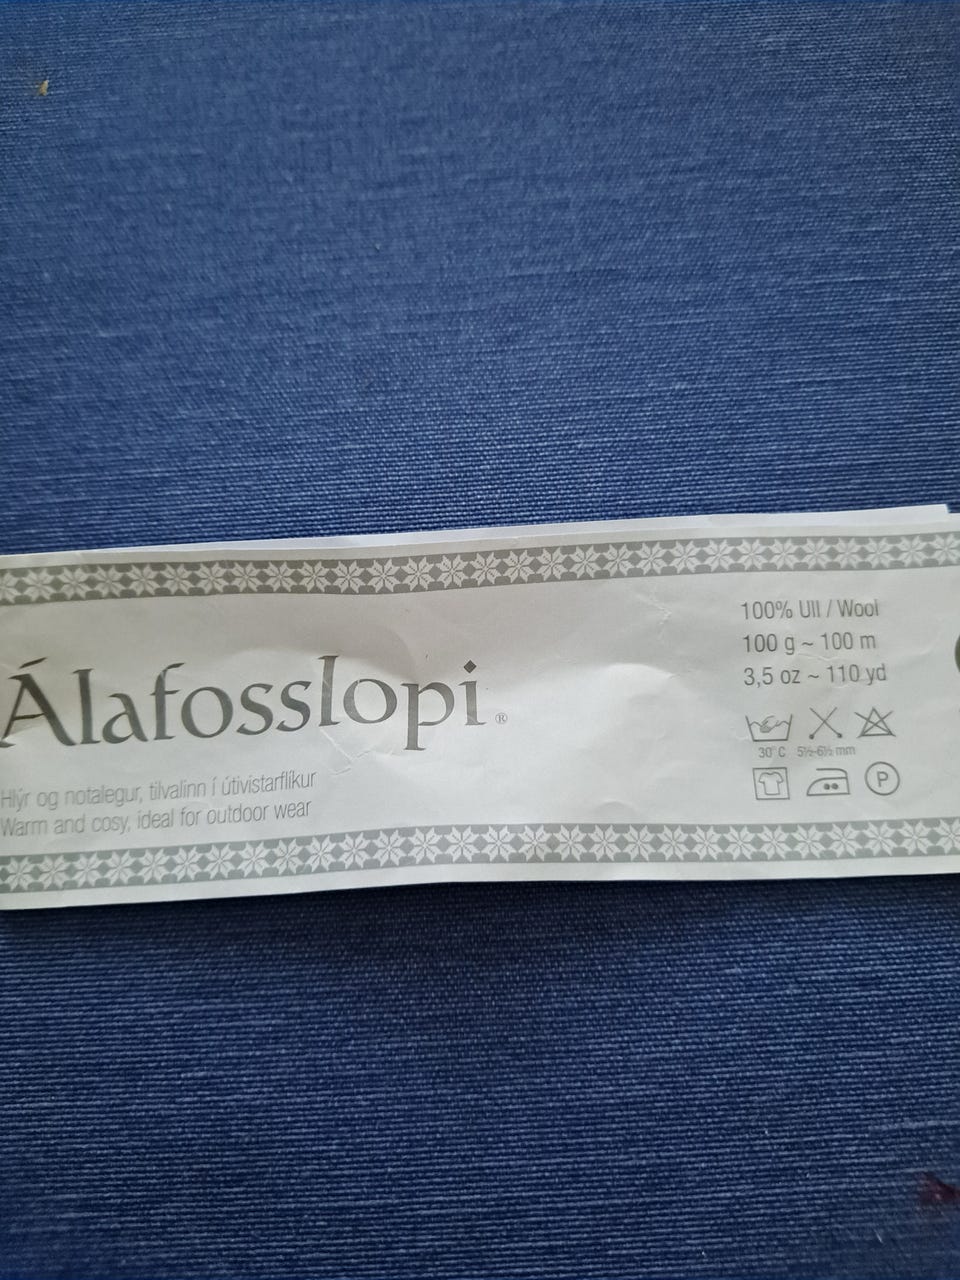 Álafosslopi®
Hlýr og notalegur, tilvalinn í útivistarflíkur
Warm and cosy, ideal for outdoor wear
100% Ull / Wool
100 g ~ 100 m
3,5 oz ~ 110 yd
30°C 5½-6½ mm
P